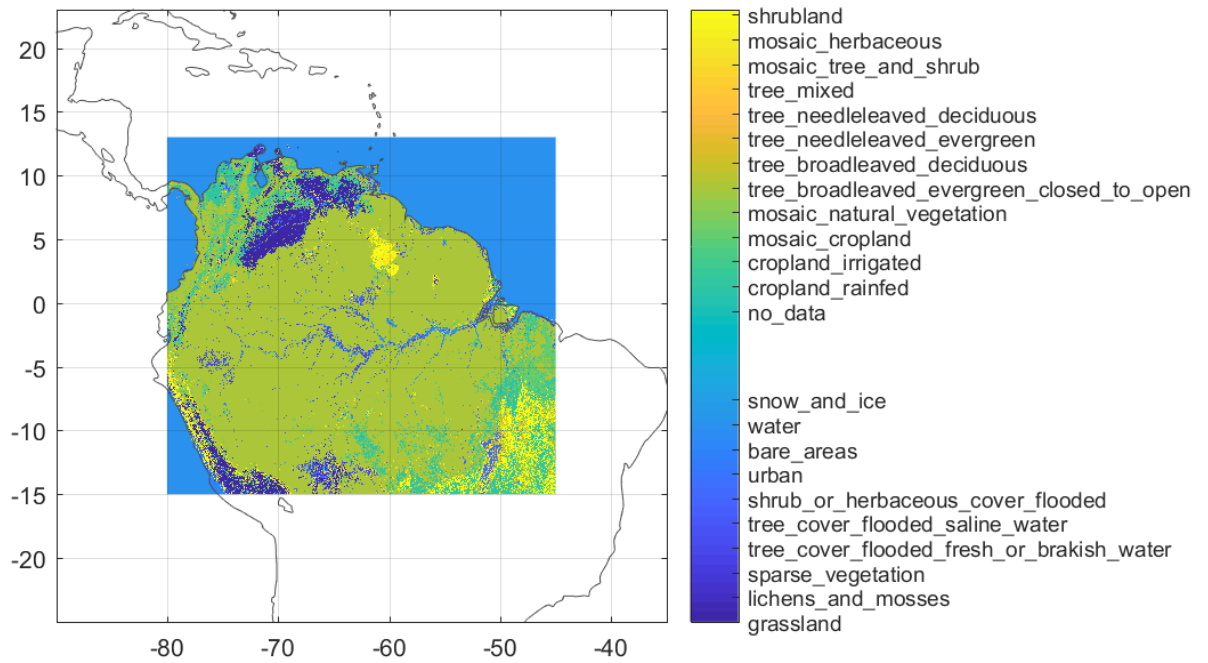 20
15
10
5
0
-5
-10
-15
-20
-80
-70
-60
-50
-40
shrubland
mosaic_herbaceous
mosaic_tree_and_shrub
tree_mixed
tree_needleleaved_deciduous
tree_needleleaved_evergreen
tree_broadleaved_deciduous
tree_broadleaved_evergreen_closed_to_open
mosaic_natural_vegetation
mosaic_cropland
cropland_irrigated
cropland_rainfed
no_data
snow_and_ice
water
bare_areas
urban
shrub_or_herbaceous_cover_flooded
tree_cover_flooded_saline_water
tree_cover_flooded_fresh_or_brakish_water
sparse_vegetation
lichens_and_mosses
grassland